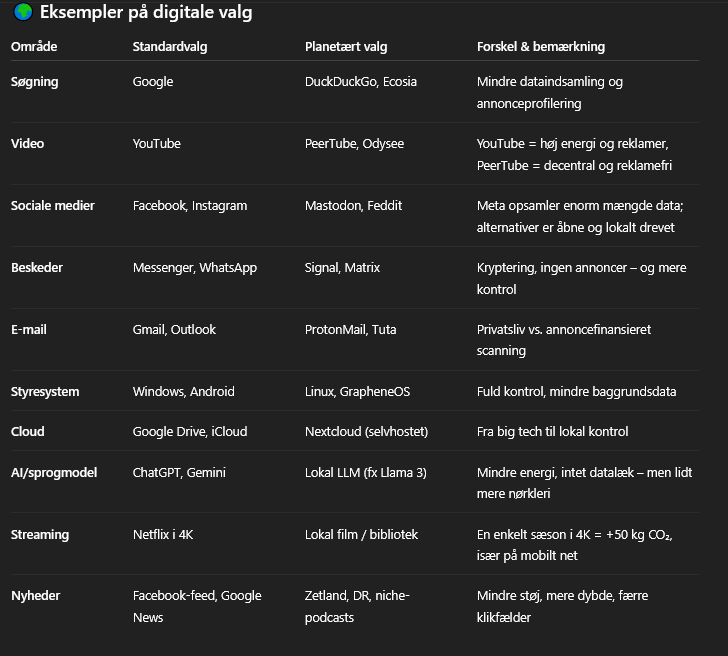 Eksempler på digitale valg
Område Standardvalg Planetært valg Forskel & bemærkning
Søgning Google DuckDuckGo, Ecosia Mindre dataindsamling og
annonceprofilering
Video YouTube PeerTube, Odysee YouTube = høj energi og reklamer,
PeerTube = decentral og reklamefri
Sociale medier Facebook, Instagram Mastodon, Feddit Meta opsamler enorm mængde data;
alternativer er åbne og lokalt drevet
Beskeder Messenger, WhatsApp Signal, Matrix Kryptering, ingen annoncer – og mere
kontrol
E-mail Gmail, Outlook ProtonMail, Tuta Privatsliv vs. annoncefinansieret
scanning
Styresystem Windows, Android Linux, GrapheneOS Fuld kontrol, mindre baggrundsdata
Cloud Google Drive, iCloud Nextcloud (selvhostet) Fra big tech til lokal kontrol
AI/sprogmodel ChatGPT, Gemini Lokal LLM (fx Llama 3) Mindre energi, intet datalæk – men lidt
mere nørkleri
Streaming Netflix i 4K Lokal film / bibliotek En enkelt sæson i 4K = +50 kg CO₂,
især på mobilt net
Nyheder Facebook-feed, Google Zetland, DR, niche- Mindre støj, mere dybde, færre
News podcasts klikfælder